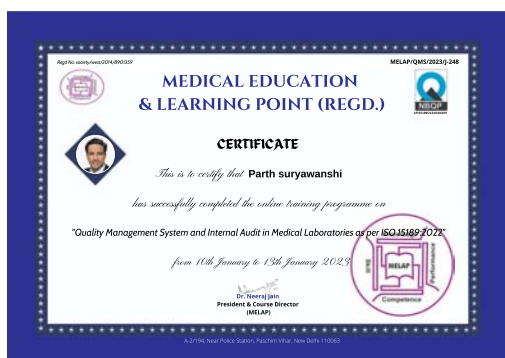 Regd No. society/west/2014/8901359
MELAP/QMS/2023/J-248
MEDICAL EDUCATION
& LEARNING POINT (REGD.)
NBQP
CERTIFICATE
This is to certify that Parth suryawanshi
has successfully completed the online training programme on
"Quality Management System and Internal Audit in Medical Laboratories as per ISO 15189:2022"
from 10th January to 13th January 2023
MELAP
Skills
Performance
Competence
Dr. Neeraj Jain
President & Course Director
(MELAP)
A-2/194, Near Police Station, Paschim Vihar, New Delhi-110063